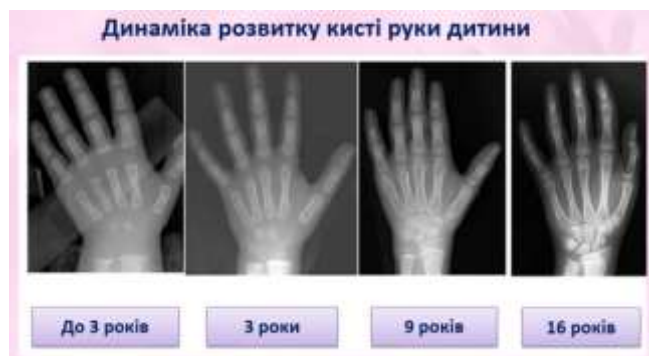 Динаміка розвитку кисті руки дитини
До 3 років
3 роки
9 років
16 років